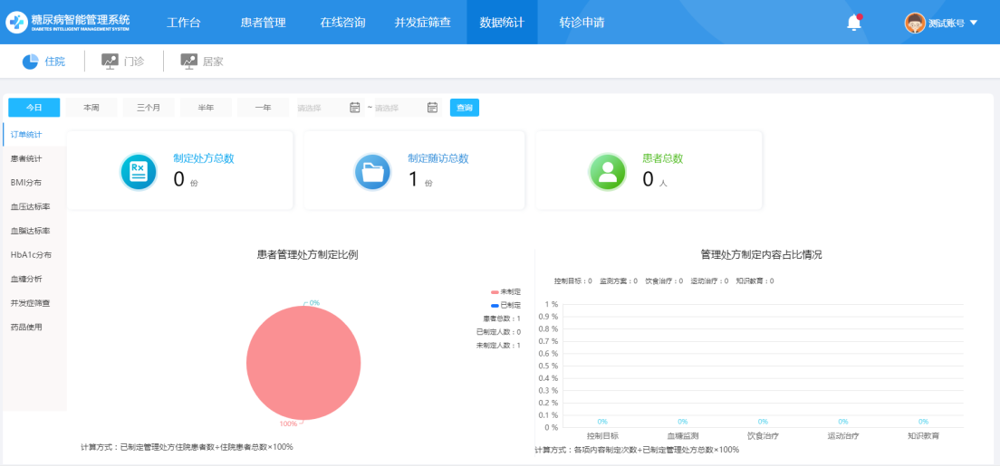 糖尿病智能管理系统
DIABETES INTELLIGENT MANAGEMENT SYSTEM
工作台 患者管理 在线咨询 并发症筛查 数据统计 转诊申请 测试账号
住院 门诊 居家
今日 本周 三个月 半年 一年 请选择 ~ 请选择 查询
订单统计
患者统计
BMI分布
血压达标率
血脂达标率
HbA1c分布
血糖分析
并发症筛查
药品使用
Rx
制定处方总数
0 份
制定随访总数
1 份
患者总数
0 人
患者管理处方制定比例
未制定
已制定
患者总数：1
已制定人数：0
未制定人数：1
0%
100%
计算方式：已制定管理处方住院患者数÷住院患者总数×100%
管理处方制定内容占比情况
控制目标：0 监测方案：0 饮食治疗：0 运动治疗：0 知识教育：0
1 %
0.9 %
0.8 %
0.7 %
0.6 %
0.5 %
0.4 %
0.3 %
0.2 %
0.1 %
0 %
0% 0% 0% 0% 0%
控制目标 血糖监测 饮食治疗 运动治疗 知识教育
计算方式：各项内容制定次数÷已制定管理处方总数×100%